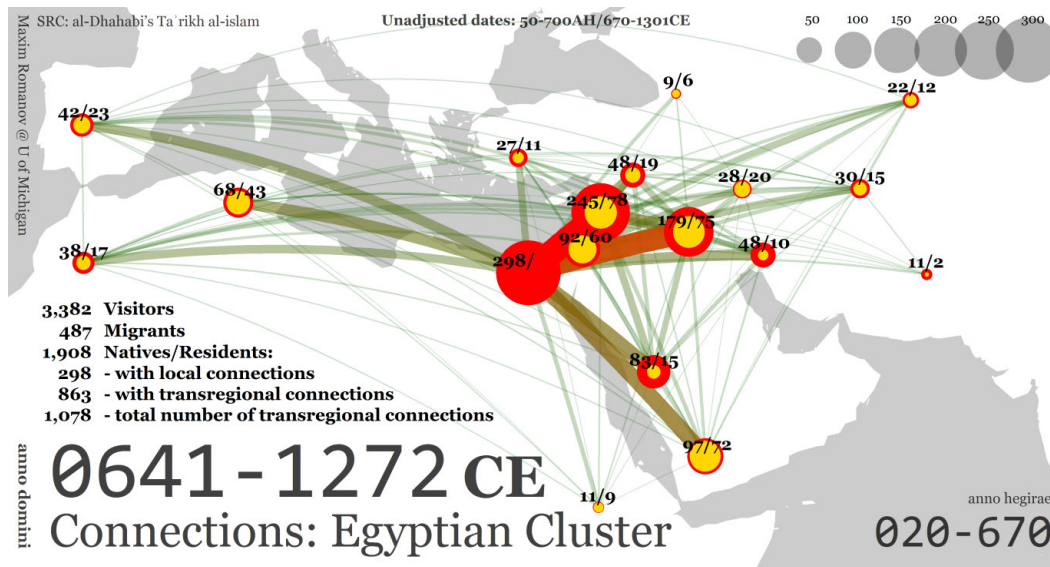 SRC: al-Dhahabi's Taʾrikh al-islam
Unadjusted dates: 50-700AH/670-1301CE
50 100 150 200 250 300
Maxim Romanov @ U of Michigan
9/6
22/12
42/23
27/11
48/19
28/20
30/15
68/43
245/78
179/75
92/60
38/17
298/
48/10
11/2
3,382 Visitors
487 Migrants
1,908 Natives/Residents:
298 - with local connections
863 - with transregional connections
1,078 - total number of transregional connections
83/15
97/72
11/9
anno domini
0641-1272 CE
Connections: Egyptian Cluster
anno hegirae
020-670